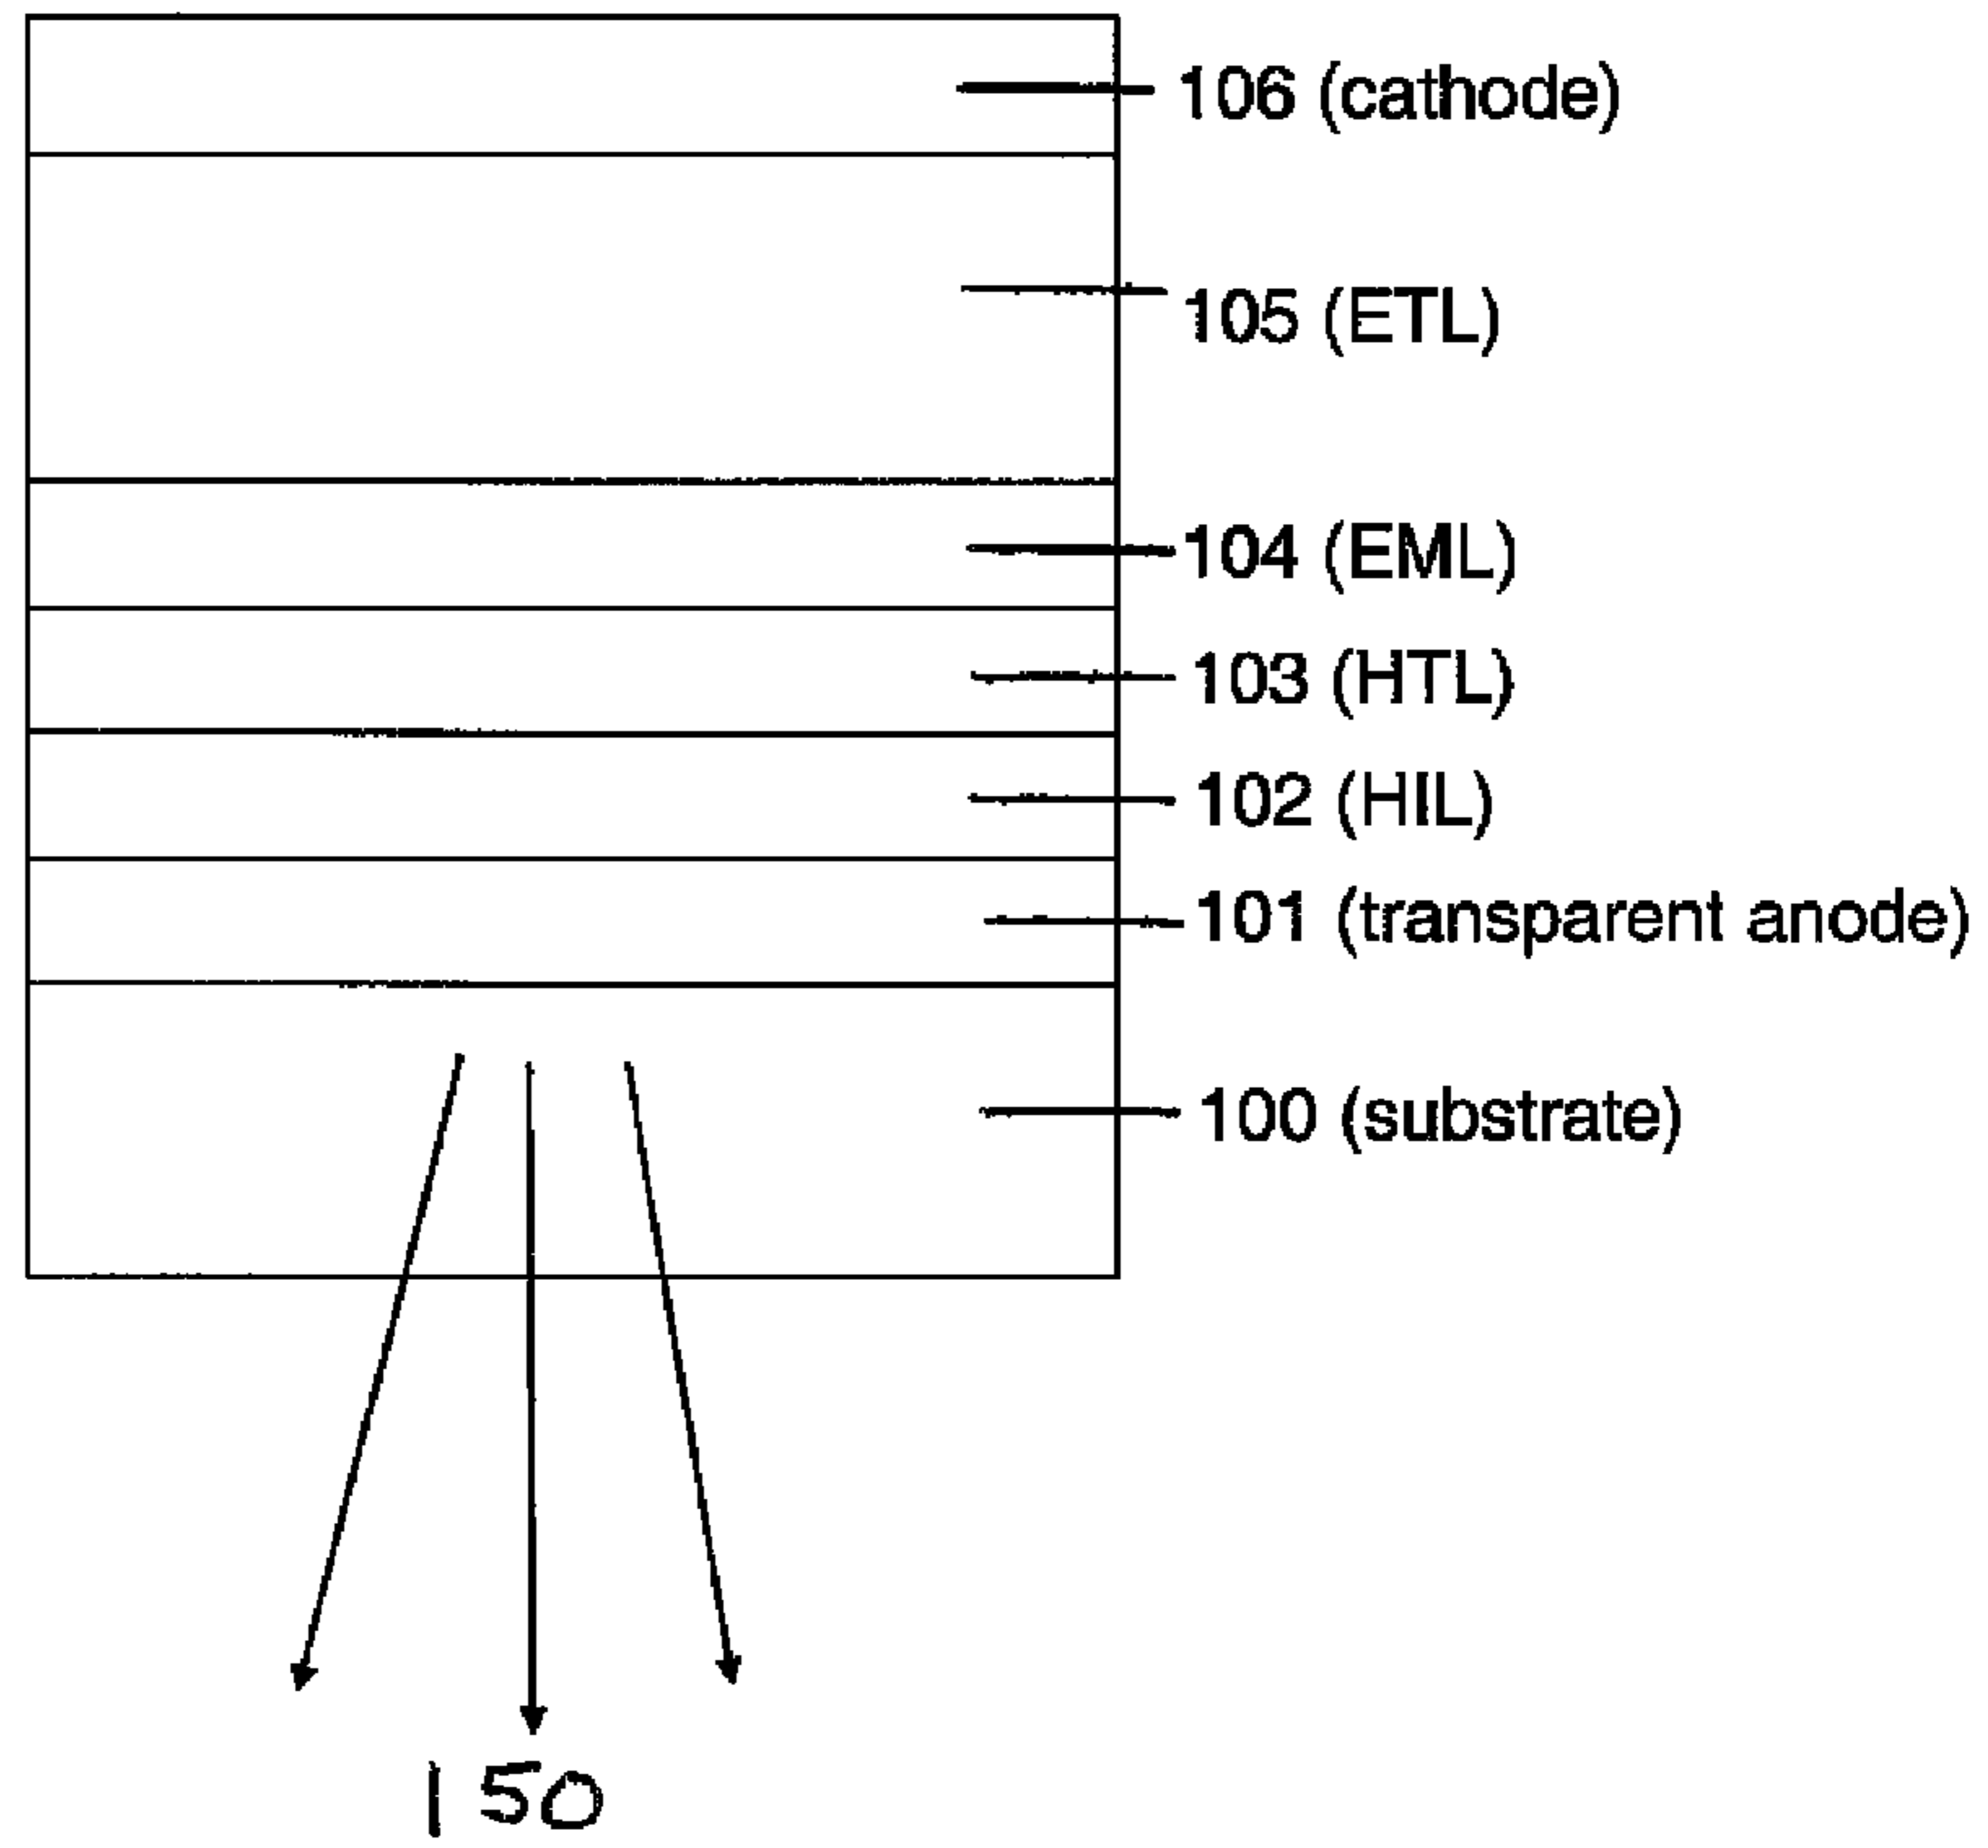 106 (cathode)
105 (ETL)
104 (EML)
103 (HTL)
102 (HIL)
101 (transparent anode)
100 (substrate)
150